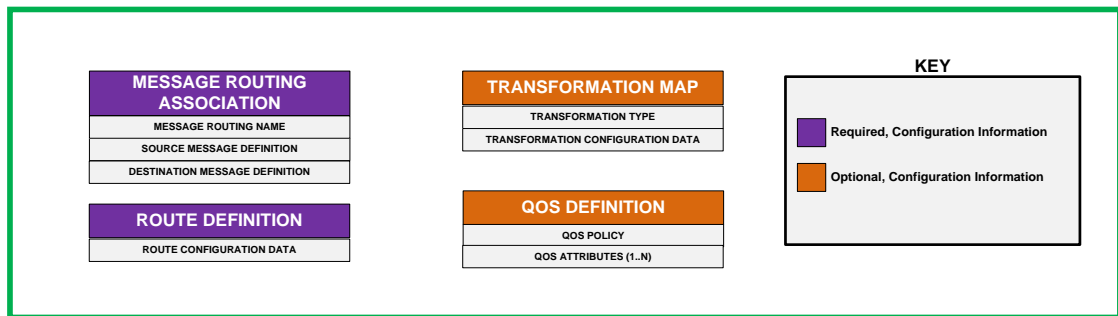 MESSAGE ROUTING
ASSOCIATION
MESSAGE ROUTING NAME
SOURCE MESSAGE DEFINITION
DESTINATION MESSAGE DEFINITION
ROUTE DEFINITION
ROUTE CONFIGURATION DATA
TRANSFORMATION MAP
TRANSFORMATION TYPE
TRANSFORMATION CONFIGURATION DATA
QOS DEFINITION
QOS POLICY
QOS ATTRIBUTES (1..N)
KEY
Required, Configuration Information
Optional, Configuration Information